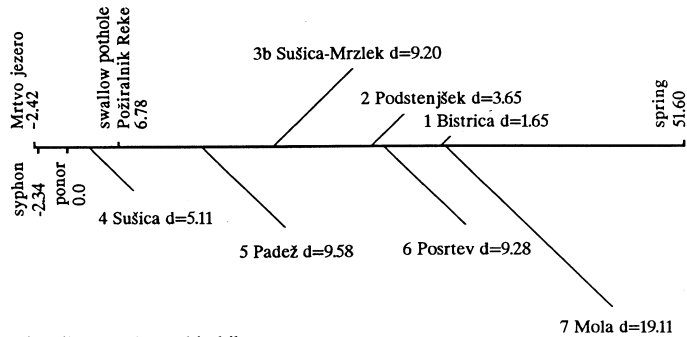 Mrtvo jezero
-2.42
swallow pothole
Požiralnik Reke
6.78
3b Sušica-Mrzlek d=9.20
2 Podstenjšek d=3.65
1 Bistrica d=1.65
spring
51.60
syphon
-2.34
ponor
0.0
4 Sušica d=5.11
5 Padež d=9.58
6 Posrtev d=9.28
7 Mola d=19.11